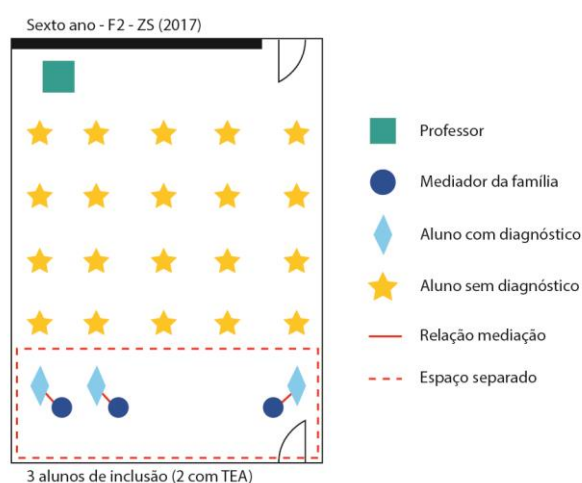 Sexto ano - F2 - ZS (2017)
Professor
Mediador da família
Aluno com diagnóstico
Aluno sem diagnóstico
Relação mediação
Espaço separado
3 alunos de inclusão (2 com TEA)